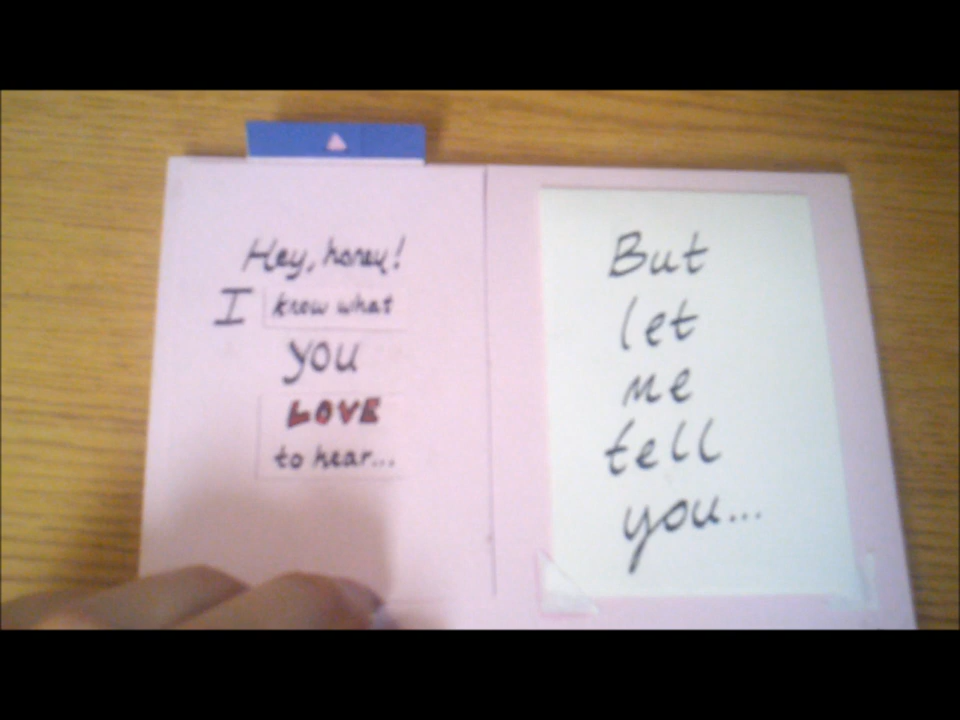 Hey, honey!
I know what
you
LOVE
to hear...
But
let
me
tell
you...